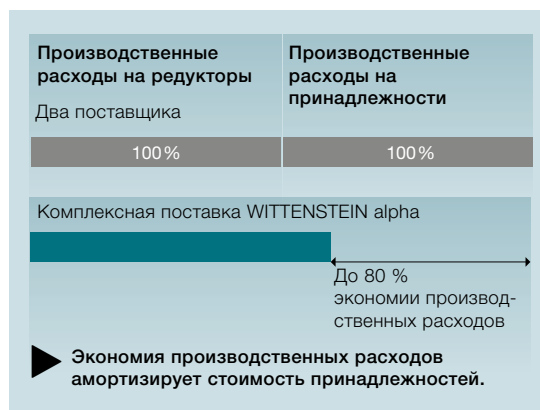 Производственные
расходы на редукторы
Два поставщика
Производственные
расходы на
принадлежности
100%
100%
Комплексная поставка WITTENSTEIN alpha
До 80 %
экономии производ-
ственных расходов
Экономия производственных расходов
амортизирует стоимость принадлежностей.